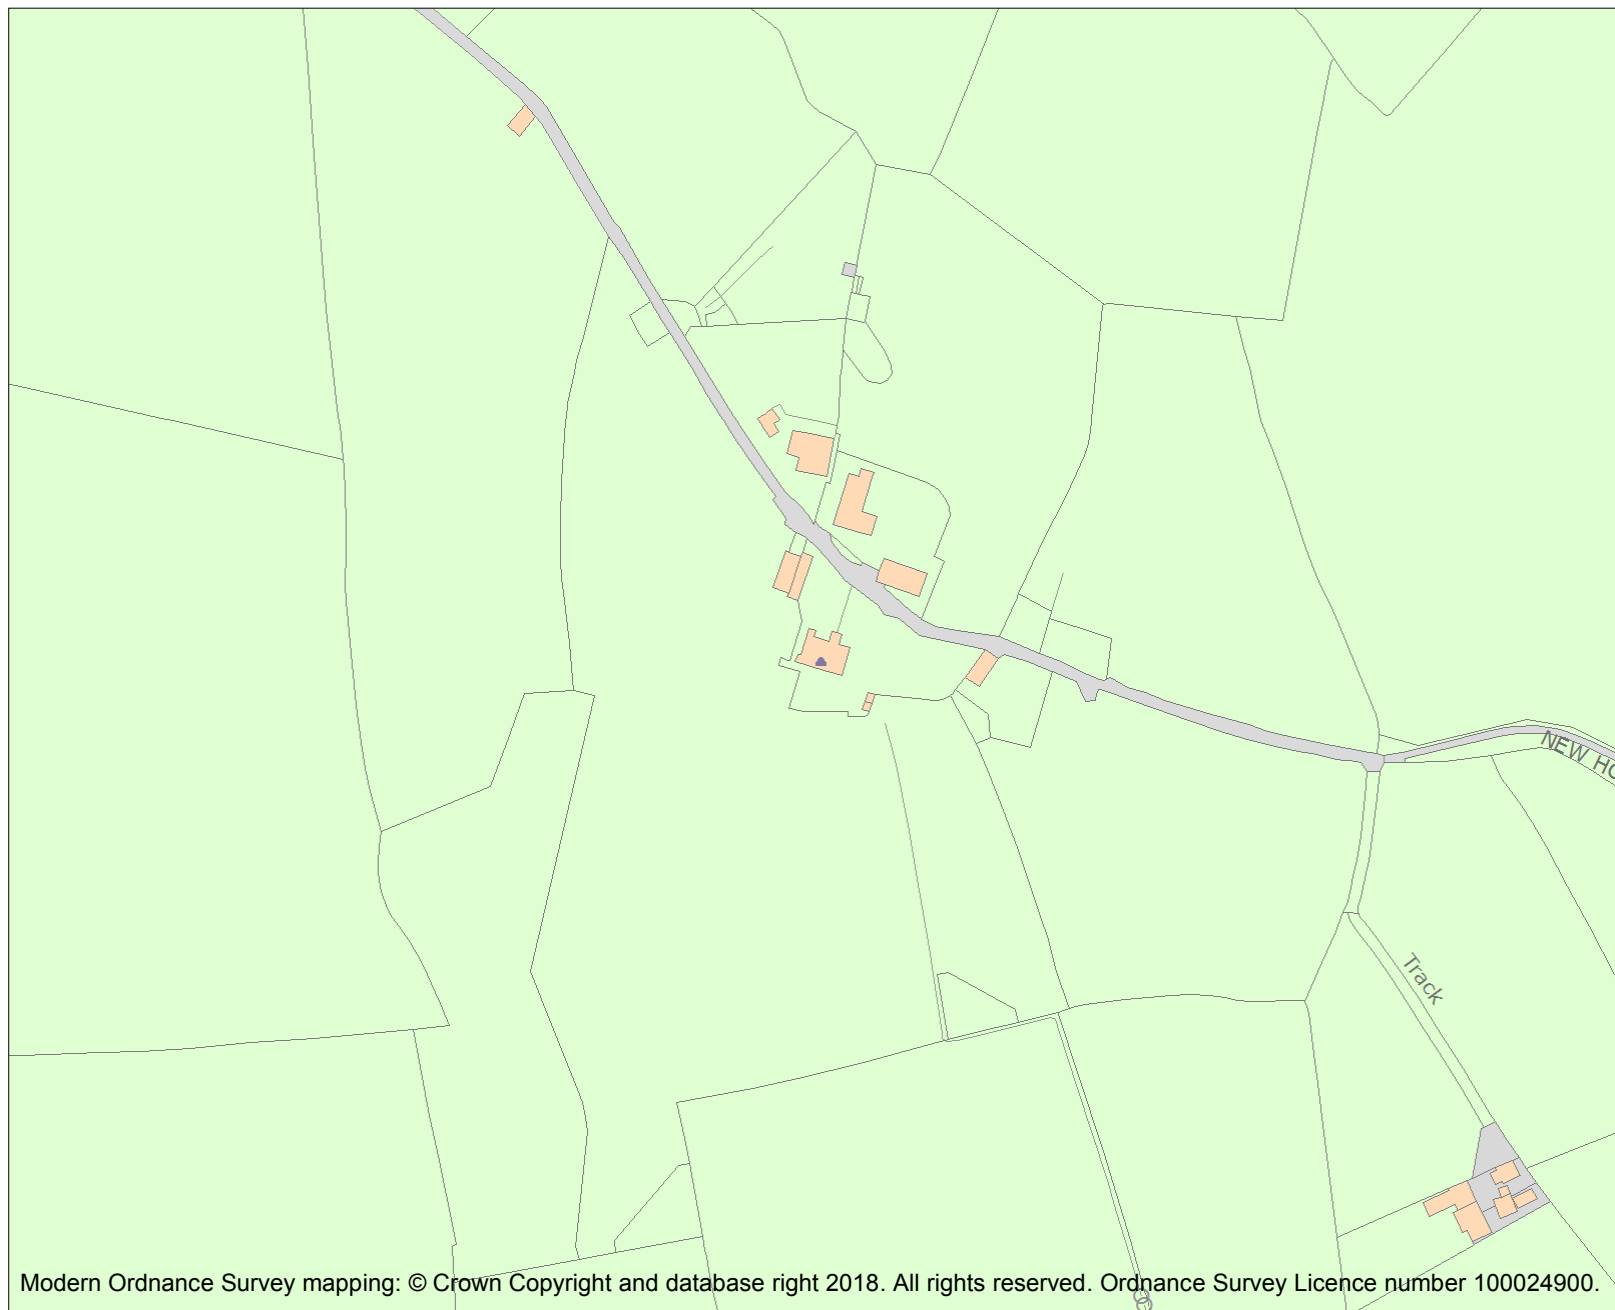 NEW HO
Track
Modern Ordnance Survey mapping: © Crown Copyright and database right 2018. All rights reserved. Ordnance Survey Licence number 100024900.